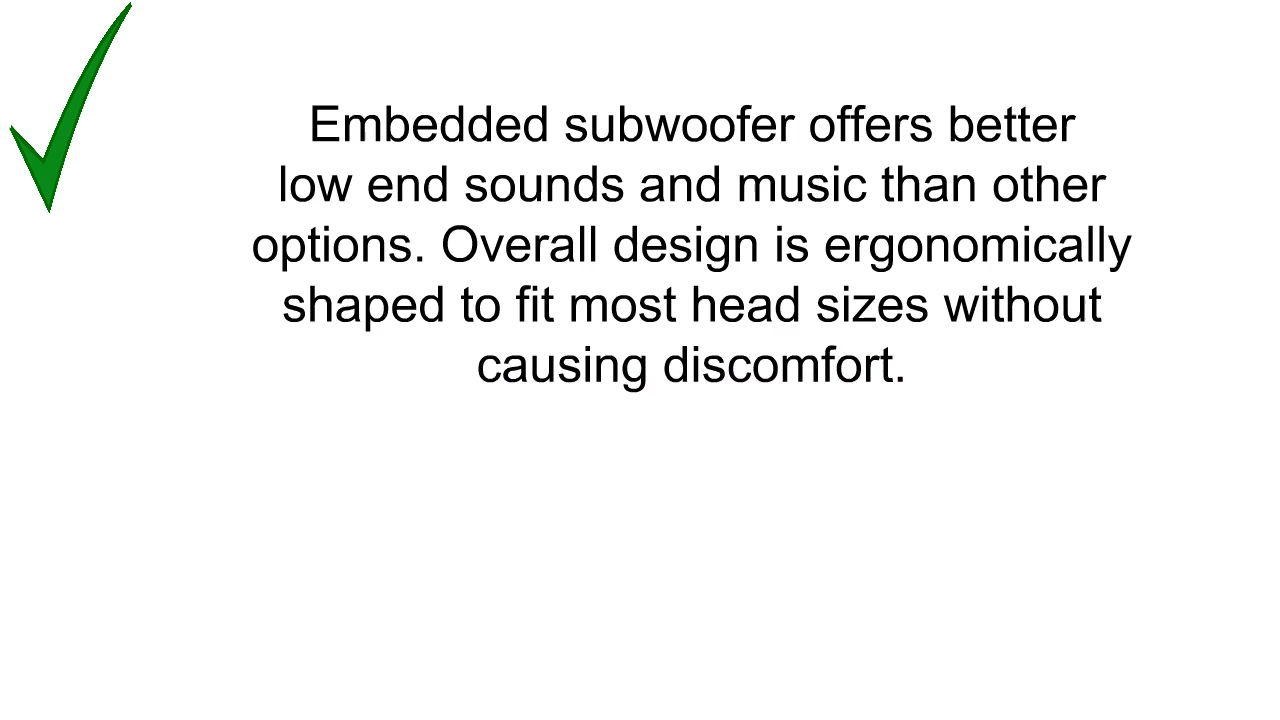 Embedded subwoofer offers better
low end sounds and music than other
options. Overall design is ergonomically
shaped to fit most head sizes without
causing discomfort.